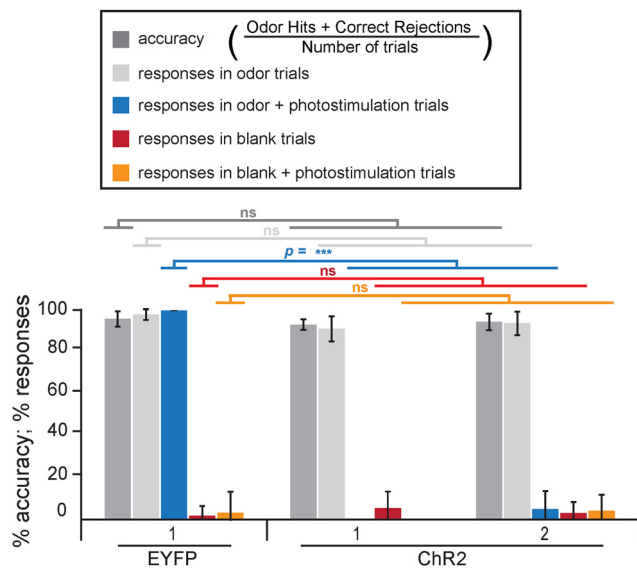 accuracy
( Odor Hits + Correct Rejections )
Number of trials
responses in odor trials
responses in odor + photostimulation trials
responses in blank trials
responses in blank + photostimulation trials
ns
ns
p = ***
ns
ns
% accuracy; % responses
100
80
60
40
20
0
1
1
2
EYFP
ChR2